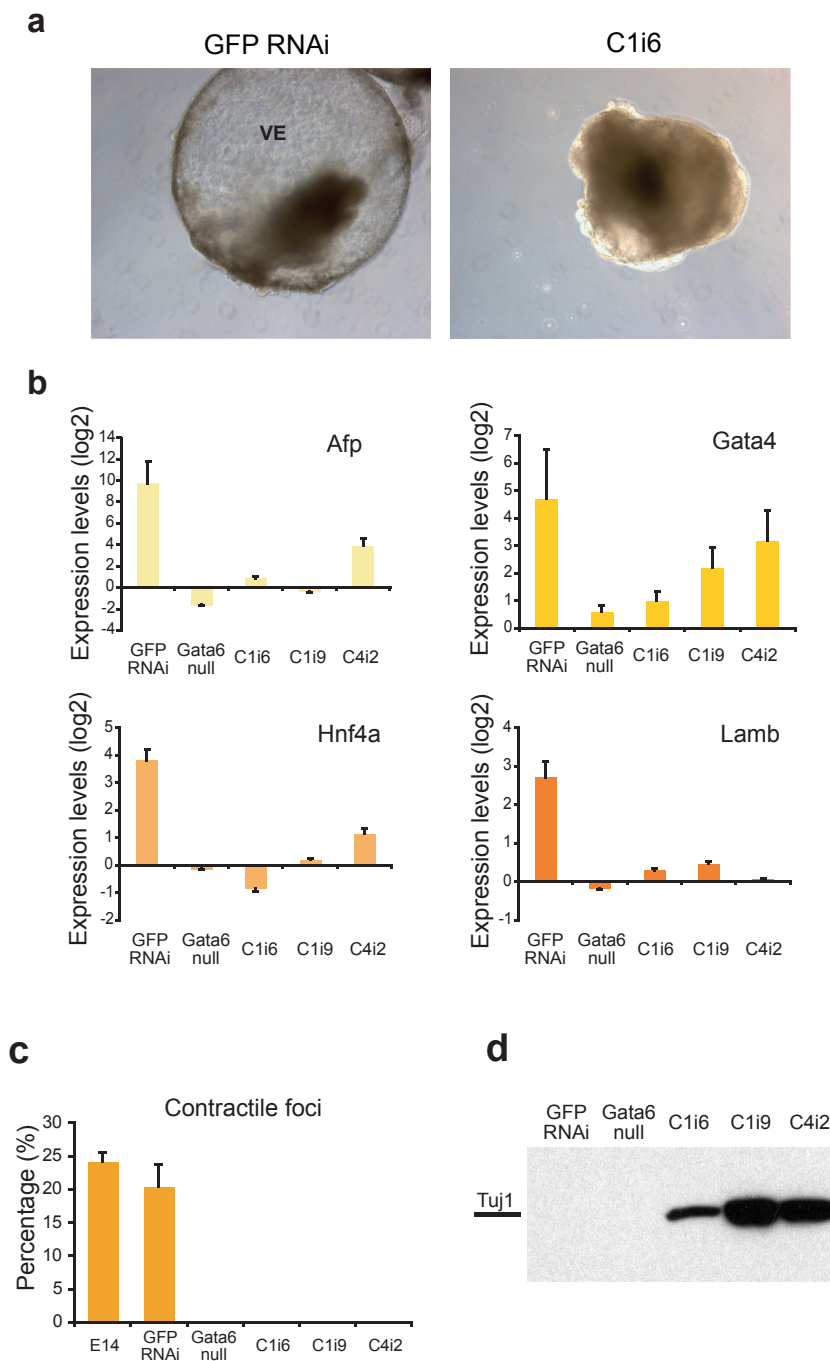 a
GFP RNAi
C1i6
VE
b
Expression levels (log2)
14
12
10
8
6
4
2
0
-2
-4
Afp
GFP RNAi
Gata6 null
C1i6
C1i9
C4i2
Expression levels (log2)
7
6
5
4
3
2
1
0
Gata4
GFP RNAi
Gata6 null
C1i6
C1i9
C4i2
Expression levels (log2)
5
4
3
2
1
0
-1
-2
Hnf4a
GFP RNAi
Gata6 null
C1i6
C1i9
C4i2
Expression levels (log2)
4
3
2
1
0
-1
Lamb
GFP RNAi
Gata6 null
C1i6
C1i9
C4i2
c
Contractile foci
Percentage (%)
30
25
20
15
10
5
0
E14
GFP RNAi
Gata6 null
C1i6
C1i9
C4i2
d
GFP RNAi
Gata6 null
C1i6
C1i9
C4i2
Tuj1